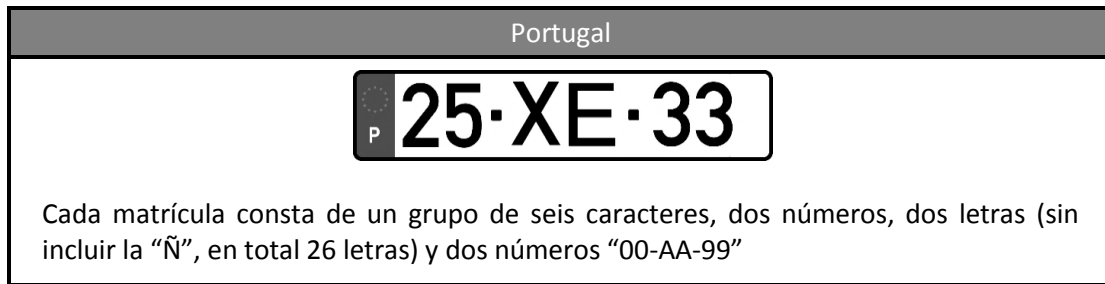 Portugal
P 25·XE·33
Cada matrícula consta de un grupo de seis caracteres, dos números, dos letras (sin
incluir la “Ñ”, en total 26 letras) y dos números “00-AA-99”